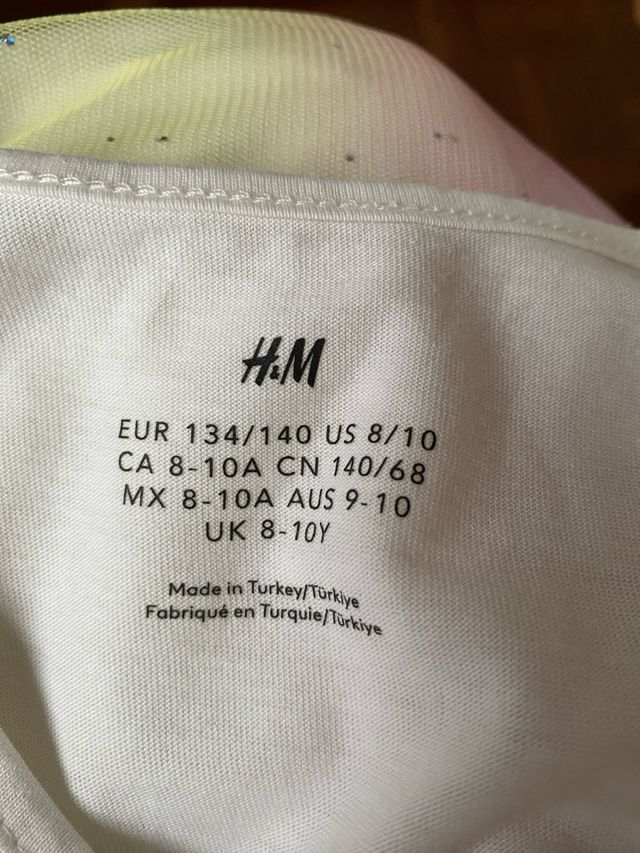 H&M
EUR 134/140 US 8/10
CA 8-10A CN 140/68
MX 8-10A AUS 9-10
UK 8-10Y
Made in Turkey/Türkiye
Fabriqué en Turquie/Türkiye